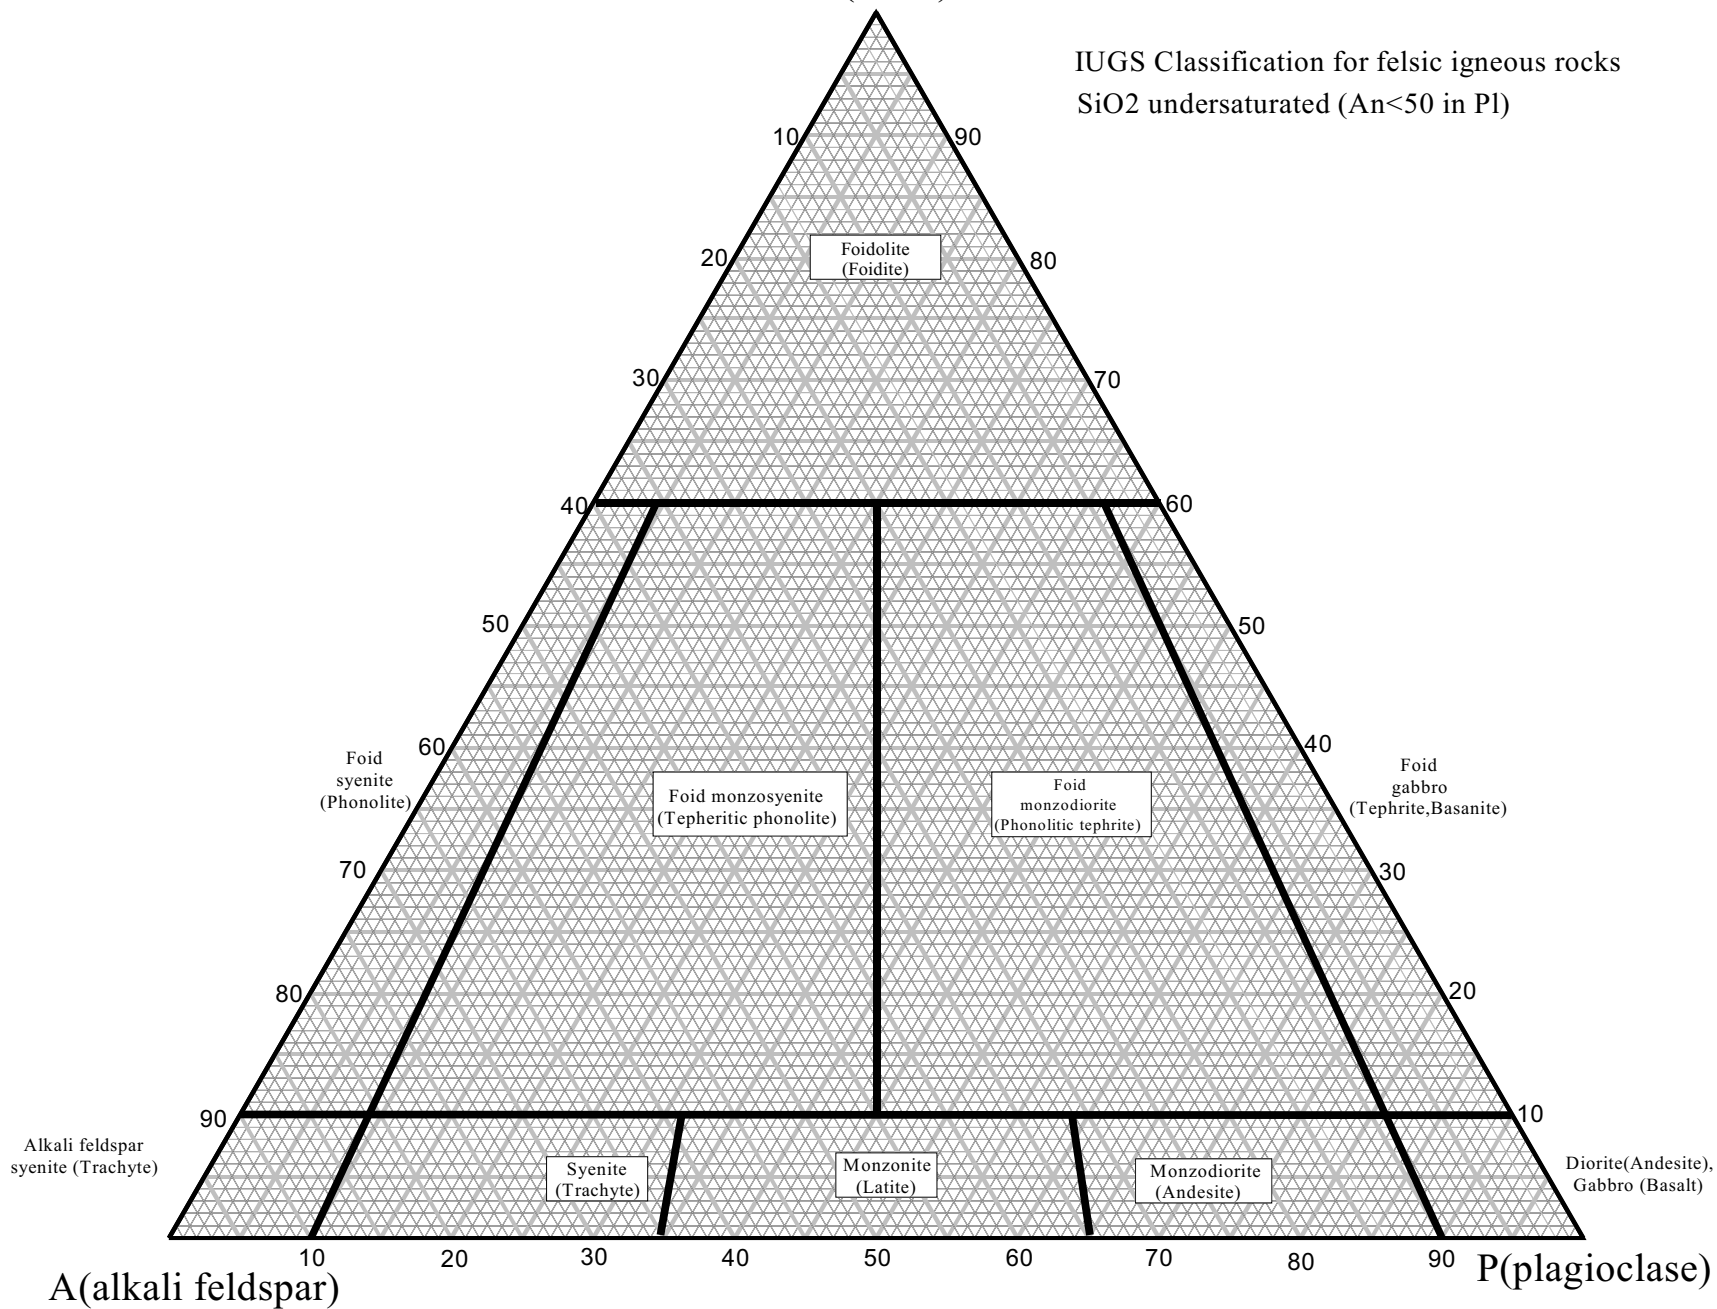 IUGS Classification for felsic igneous rocks
SiO2 undersaturated (An<50 in Pl)
10
90
Foidolite
(Foidite)
20
80
30
70
40
60
50
50
60
40
Foid
syenite
(Phonolite)
Foid monzosyenite
(Tepheritic phonolite)
Foid
monzodiorite
(Phonolitic tephrite)
Foid
gabbro
(Tephrite,Basanite)
70
30
80
20
90
10
Alkali feldspar
syenite (Trachyte)
Syenite
(Trachyte)
Monzonite
(Latite)
Monzodiorite
(Andesite)
Diorite(Andesite),
Gabbro (Basalt)
10 20 30 40 50 60 70 80 90
A(alkali feldspar)
P(plagioclase)